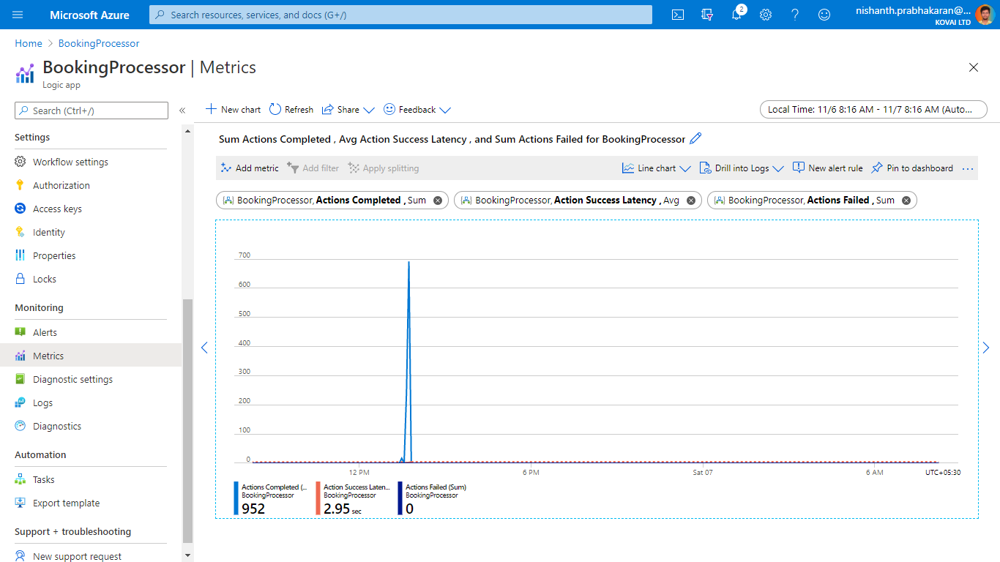 Microsoft Azure
Search resources, services, and docs (G+/)
2
nishanth.prabhakaran@...
KOVAI LTD
Home > BookingProcessor
BookingProcessor | Metrics
Logic app
Search (Ctrl+/)
«
New chart
Refresh
Share
Feedback
Local Time: 11/6 8:16 AM - 11/7 8:16 AM (Auto...
Settings
Workflow settings
Authorization
Access keys
Identity
Properties
Locks
Monitoring
Alerts
Metrics
Diagnostic settings
Logs
Diagnostics
Automation
Tasks
Export template
Support + troubleshooting
New support request
Sum Actions Completed , Avg Action Success Latency , and Sum Actions Failed for BookingProcessor
Add metric
Add filter
Apply splitting
Line chart
Drill into Logs
New alert rule
Pin to dashboard
...
BookingProcessor, Actions Completed , Sum
BookingProcessor, Action Success Latency , Avg
BookingProcessor, Actions Failed , Sum
700
600
500
400
300
200
100
0
12 PM
6 PM
Sat 07
6 AM
UTC+05:30
Actions Completed (...
BookingProcessor
952
Action Success Laten...
BookingProcessor
2.95 sec
Actions Failed (Sum)
BookingProcessor
0